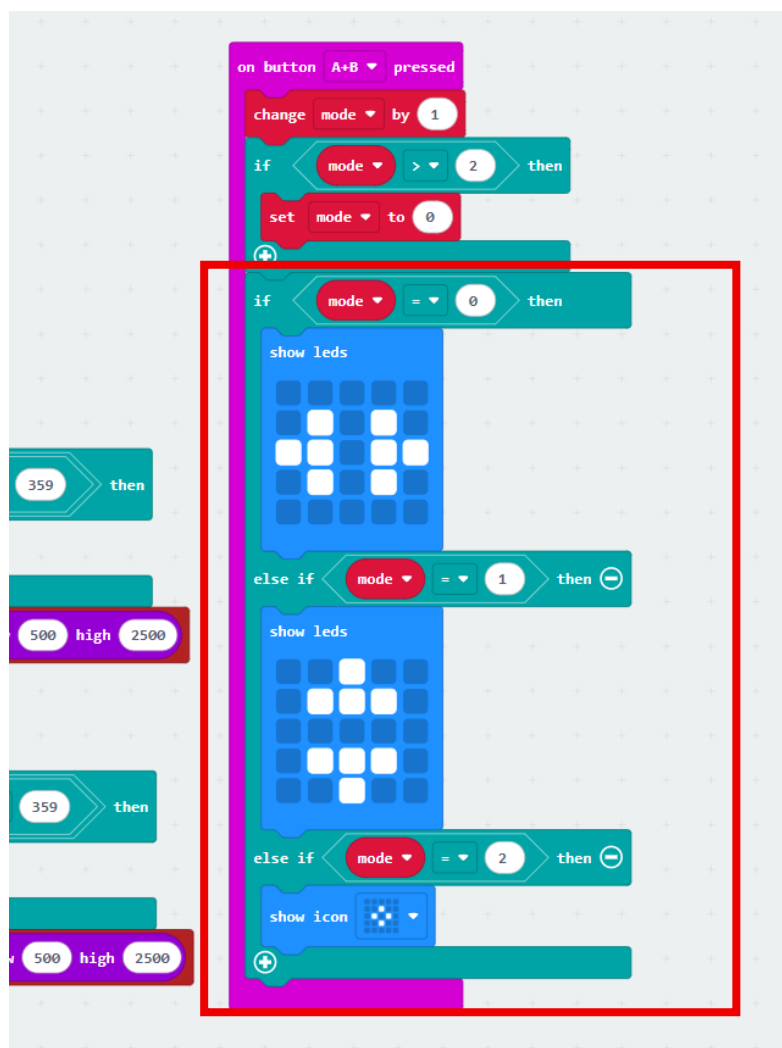 on button A+B pressed
change mode by 1
if mode > 2 then
set mode to 0
if mode = 0 then
show leds
359 then
else if mode = 1 then
500 high 2500
show leds
359 then
else if mode = 2 then
show icon
500 high 2500